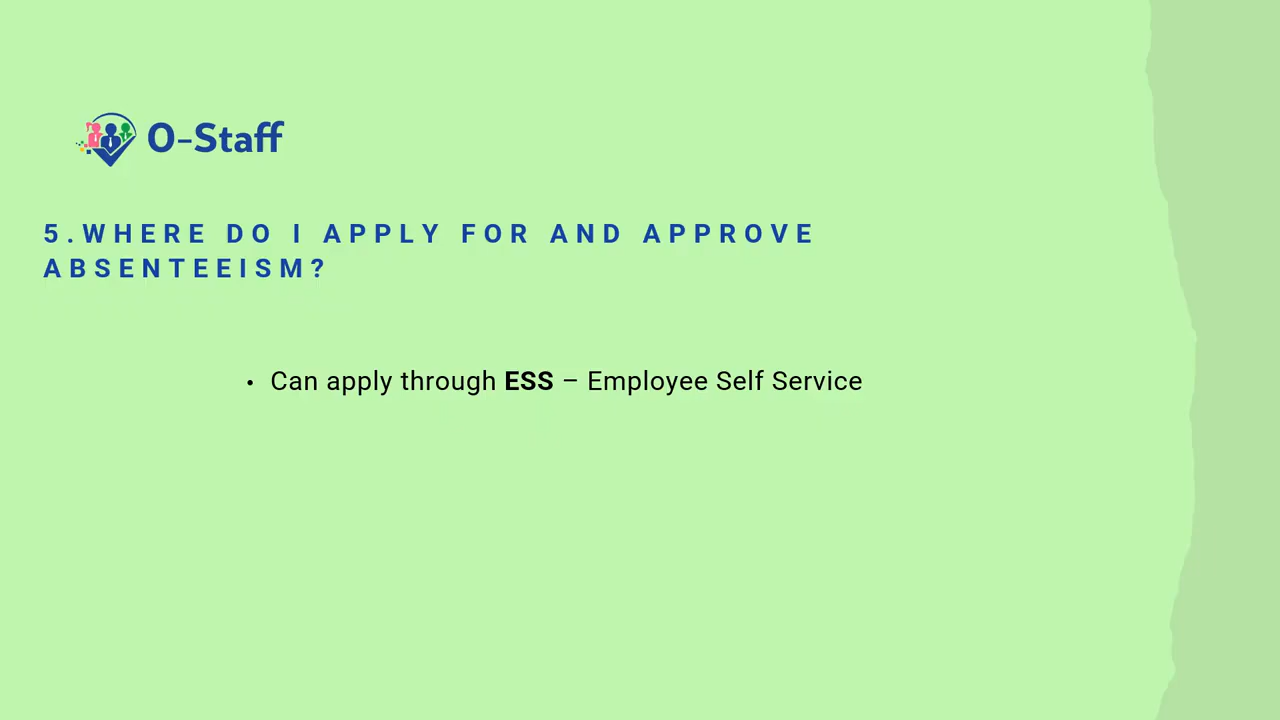 O-Staff
5.WHERE DO I APPLY FOR AND APPROVE
ABSENTEEISM?
• Can apply through ESS – Employee Self Service